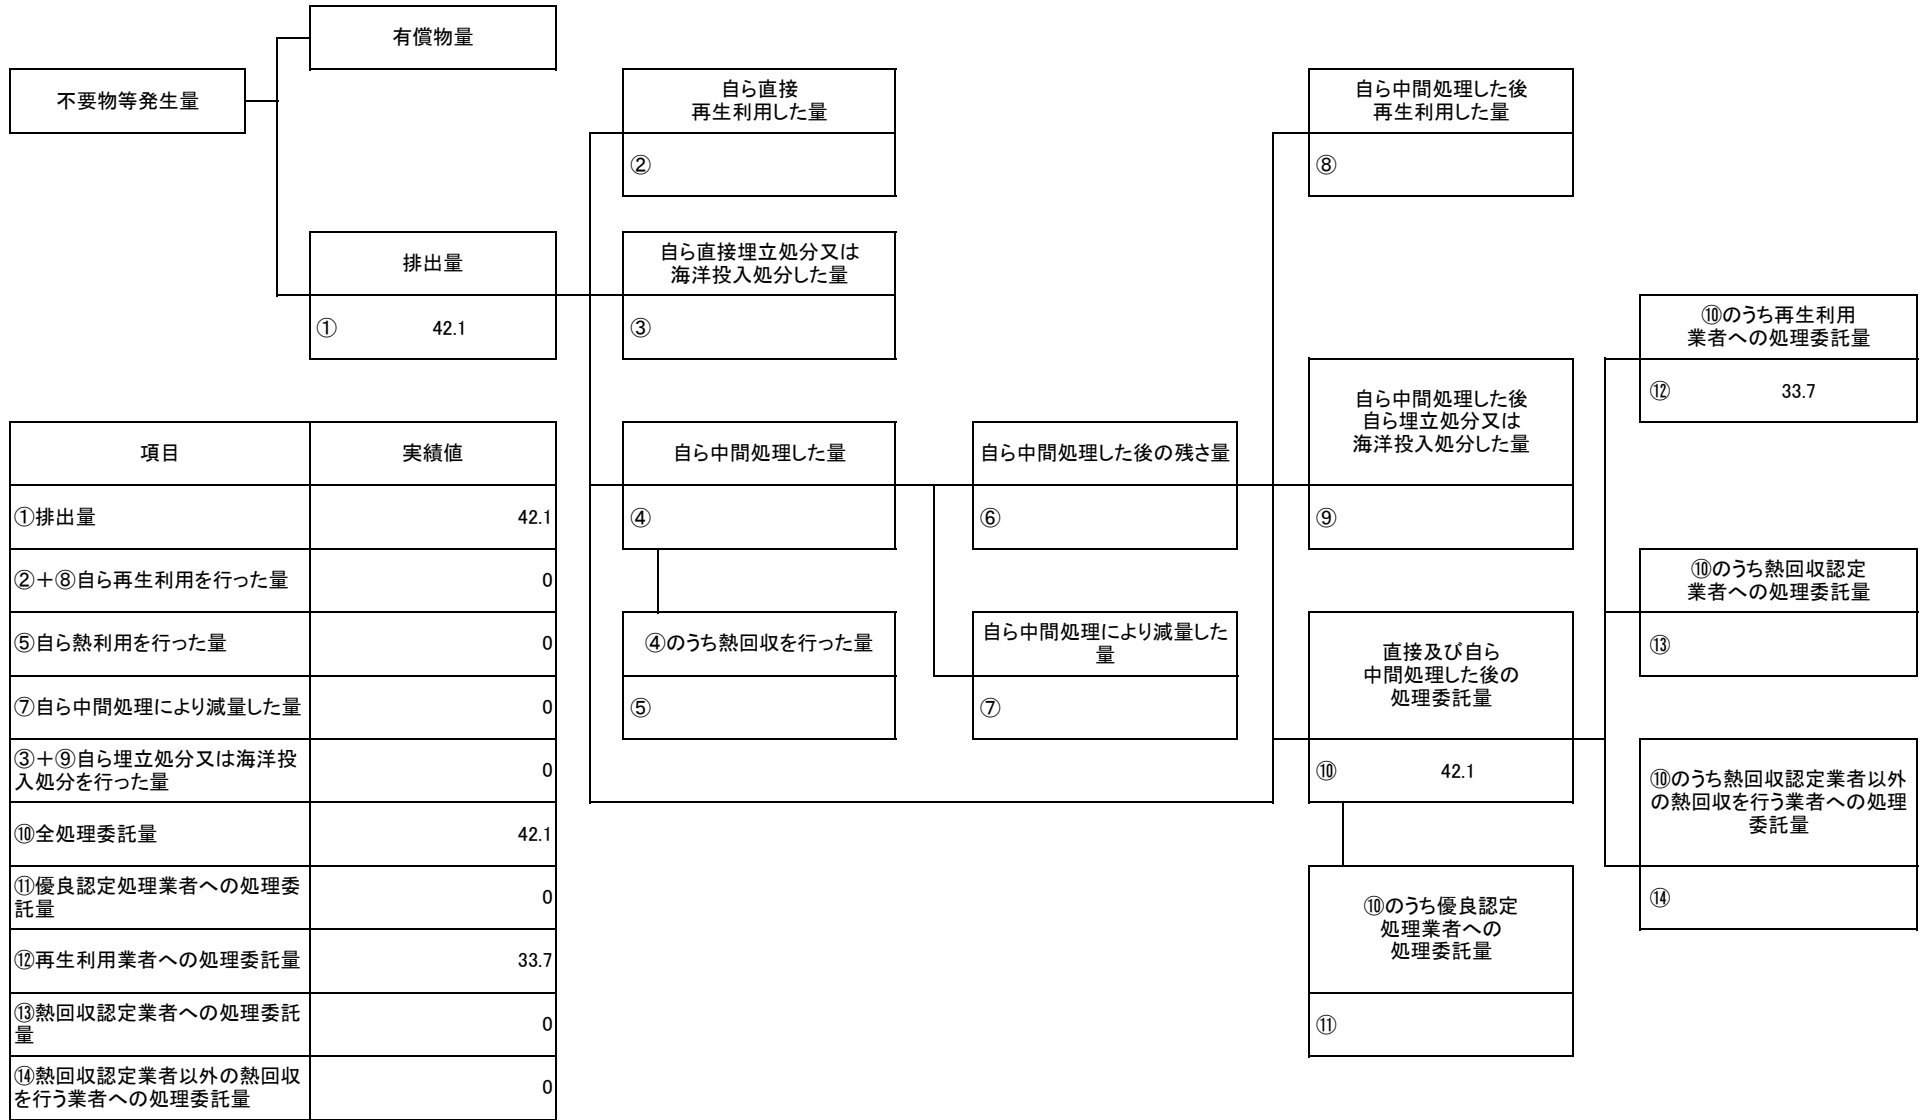 有償物量
不要物等発生量
自ら直接
再生利用した量
②
自ら中間処理した後
再生利用した量
⑧
排出量
① 42.1
自ら直接埋立処分又は
海洋投入処分した量
③
⑩のうち再生利用
業者への処理委託量
⑫ 33.7
自ら中間処理した後
自ら埋立処分又は
海洋投入処分した量
⑨
自ら中間処理した量
④
自ら中間処理した後の残さ量
⑥
⑩のうち熱回収認定
業者への処理委託量
⑬
④のうち熱回収を行った量
⑤
自ら中間処理により減量した
量
⑦
直接及び自ら
中間処理した後の
処理委託量
⑩ 42.1
⑩のうち熱回収認定業者以外
の熱回収を行う業者への処理
委託量
⑭
⑩のうち優良認定
処理業者への
処理委託量
⑪
項目 実績値
①排出量 42.1
②+⑧自ら再生利用を行った量 0
⑤自ら熱利用を行った量 0
⑦自ら中間処理により減量した量 0
③+⑨自ら埋立処分又は海洋投
入処分を行った量 0
⑩全処理委託量 42.1
⑪優良認定処理業者への処理委
託量 0
⑫再生利用業者への処理委託量 33.7
⑬熱回収認定業者への処理委託
量 0
⑭熱回収認定業者以外の熱回収
を行う業者への処理委託量 0